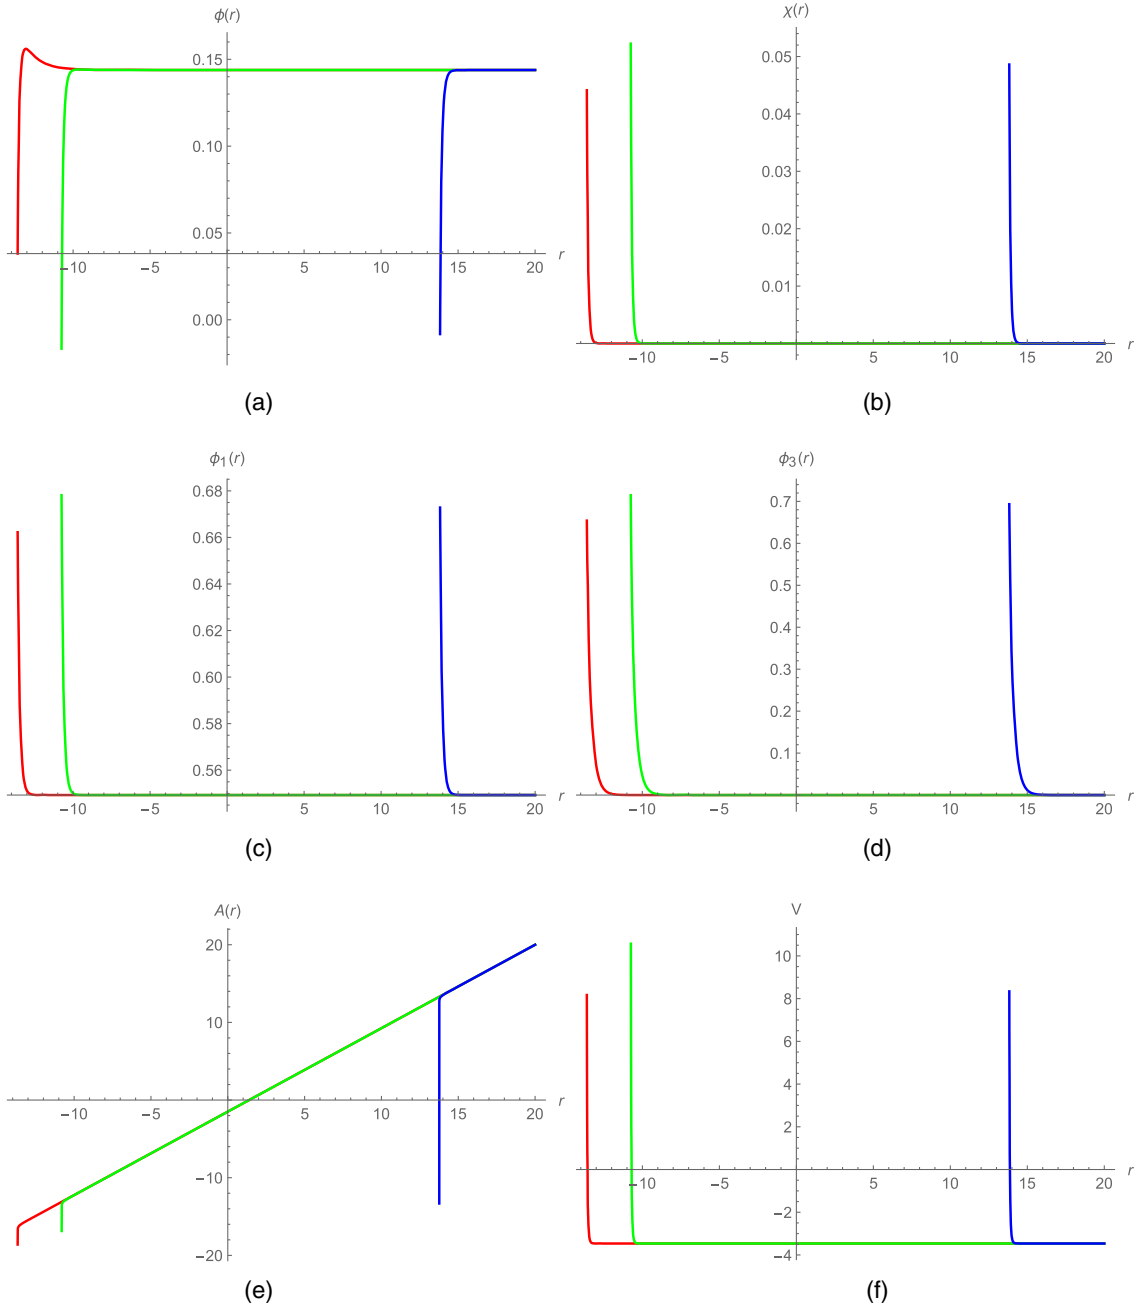 ϕ(r)
0.15
0.10
0.05
0.00
−10 −5 5 10 15 20 r
(a)
χ(r)
0.05
0.04
0.03
0.02
0.01
−10 −5 5 10 15 20 r
(b)
ϕ1(r)
0.68
0.66
0.64
0.62
0.60
0.58
0.56
−10 −5 5 10 15 20 r
(c)
ϕ3(r)
0.7
0.6
0.5
0.4
0.3
0.2
0.1
−10 −5 5 10 15 20 r
(d)
A(r)
20
10
−10 −5 5 10 15 20 r
−10
−20
(e)
V
10
8
6
4
2
−10 −5 5 10 15 20 r
−2
−4
(f)